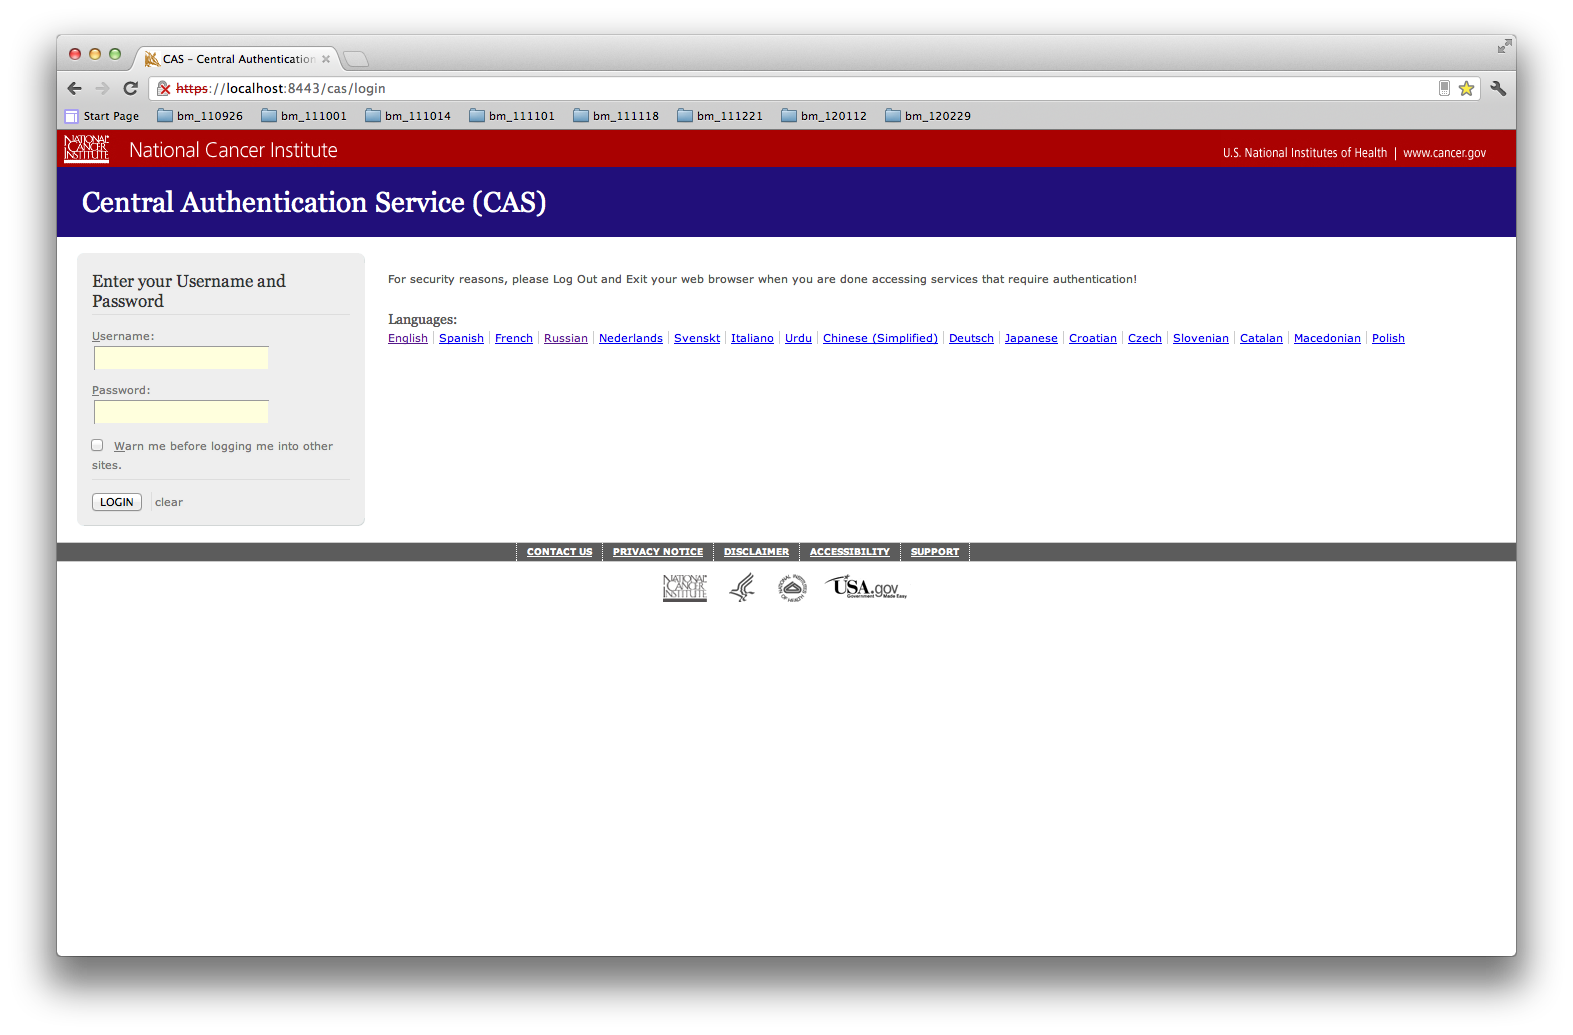 CAS – Central Authentication
https://localhost:8443/cas/login
Start Page bm_110926 bm_111001 bm_111014 bm_111101 bm_111118 bm_111221 bm_120112 bm_120229
NATIONAL
CANCER
INSTITUTE
National Cancer Institute
U.S. National Institutes of Health | www.cancer.gov
Central Authentication Service (CAS)
Enter your Username and
Password
Username:
Password:
Warn me before logging me into other
sites.
LOGIN clear
For security reasons, please Log Out and Exit your web browser when you are done accessing services that require authentication!
Languages:
English Spanish French Russian Nederlands Svenskt Italiano Urdu Chinese (Simplified) Deutsch Japanese Croatian Czech Slovenian Catalan Macedonian Polish
CONTACT US PRIVACY NOTICE DISCLAIMER ACCESSIBILITY SUPPORT
NATIONAL
CANCER
INSTITUTE
NATIONAL INSTITUTES OF HEALTH
USA.gov
Government Made Easy